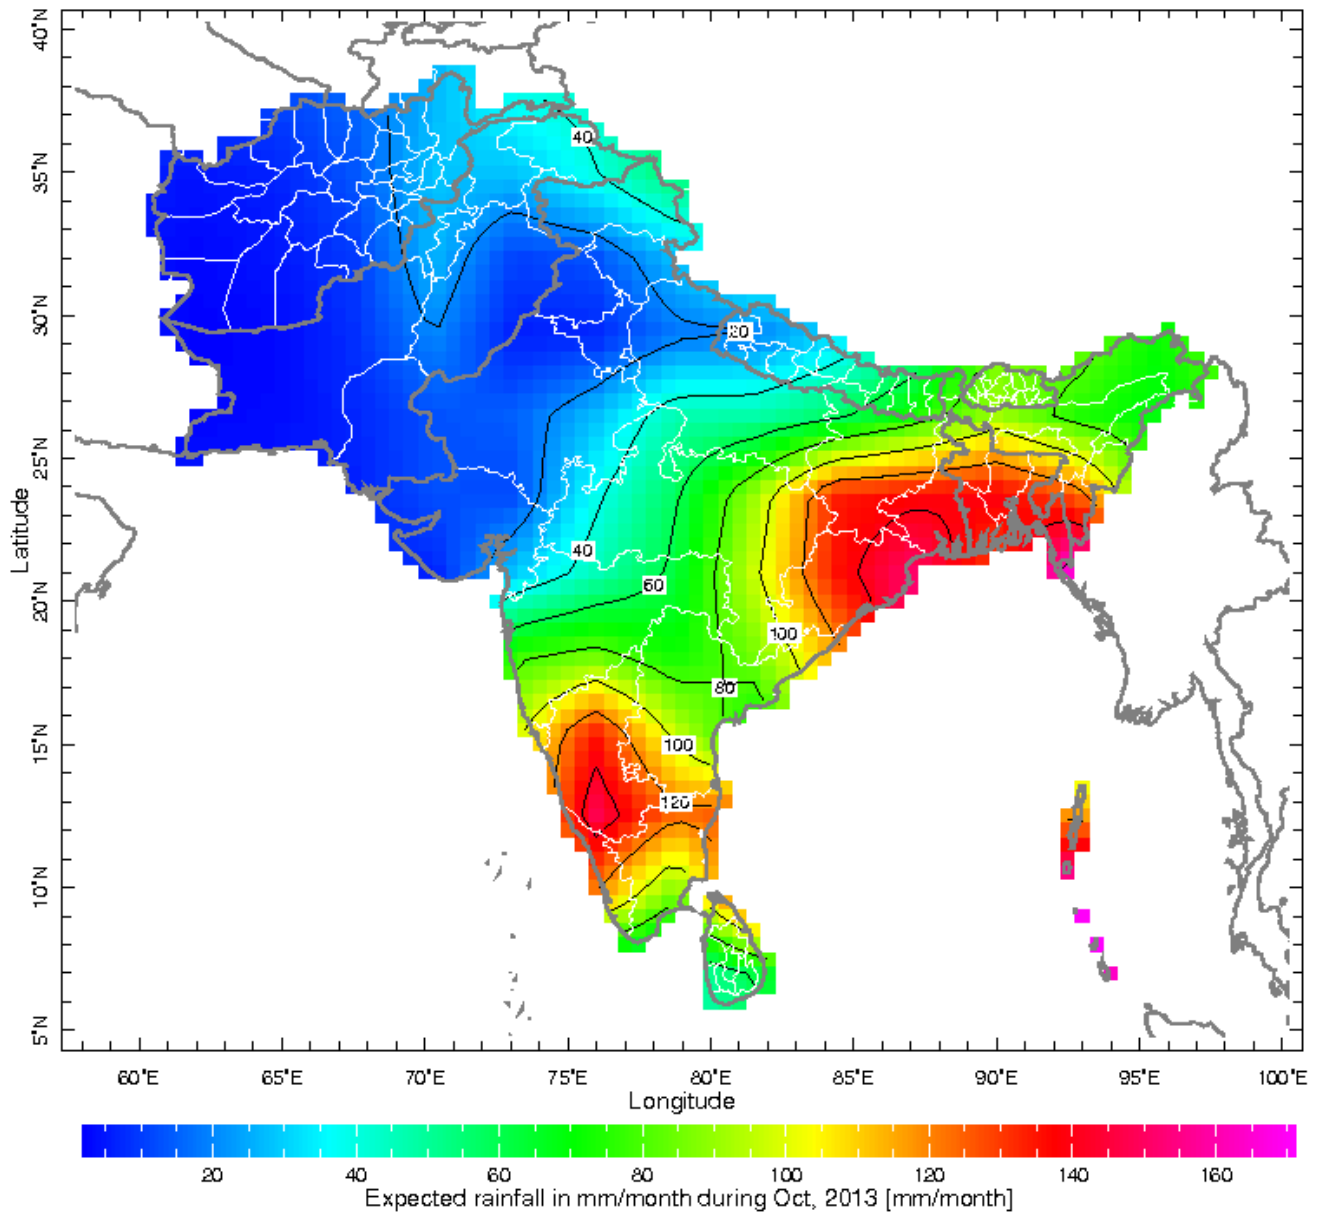 40°N
40
35°N
30°N
20
25°N
Latitude
40
60
20°N
100
80
15°N
100
120
10°N
5°N
60°E 65°E 70°E 75°E 80°E 85°E 90°E 95°E 100°E
Longitude
20 40 60 80 100 120 140 160
Expected rainfall in mm/month during Oct, 2013 [mm/month]